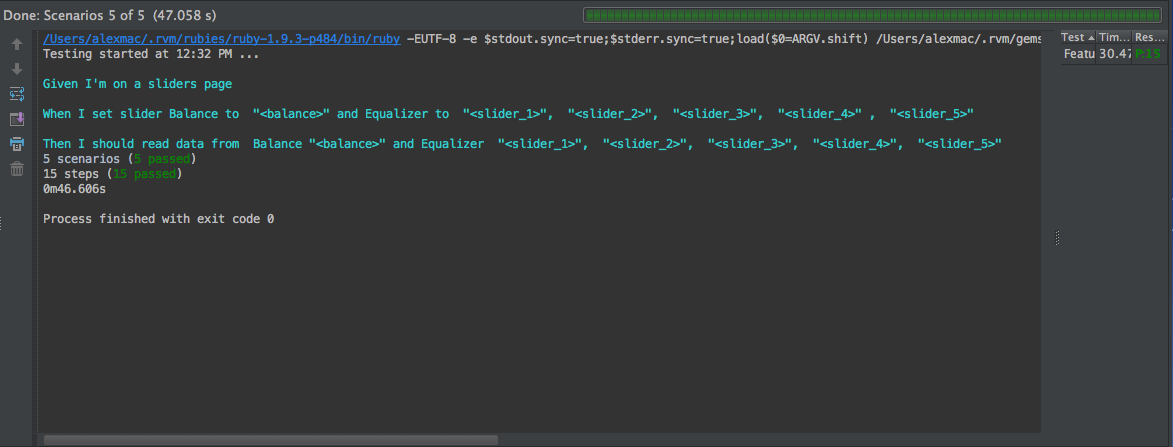 Done: Scenarios 5 of 5 (47.058 s)
/Users/alexmac/.rvm/rubies/ruby-1.9.3-p484/bin/ruby -EUTF-8 -e $stdout.sync=true;$stderr.sync=true;load($0=ARGV.shift) /Users/alexmac/.rvm/gems
Testing started at 12:32 PM ...
Given I'm on a sliders page
When I set slider Balance to "<balance>" and Equalizer to "<slider_1>", "<slider_2>", "<slider_3>", "<slider_4>" , "<slider_5>"
Then I should read data from Balance "<balance>" and Equalizer "<slider_1>", "<slider_2>", "<slider_3>", "<slider_4>", "<slider_5>"
5 scenarios (5 passed)
15 steps (15 passed)
0m46.606s
Process finished with exit code 0
Test Tim... Res...
Featu 30.47 P:15